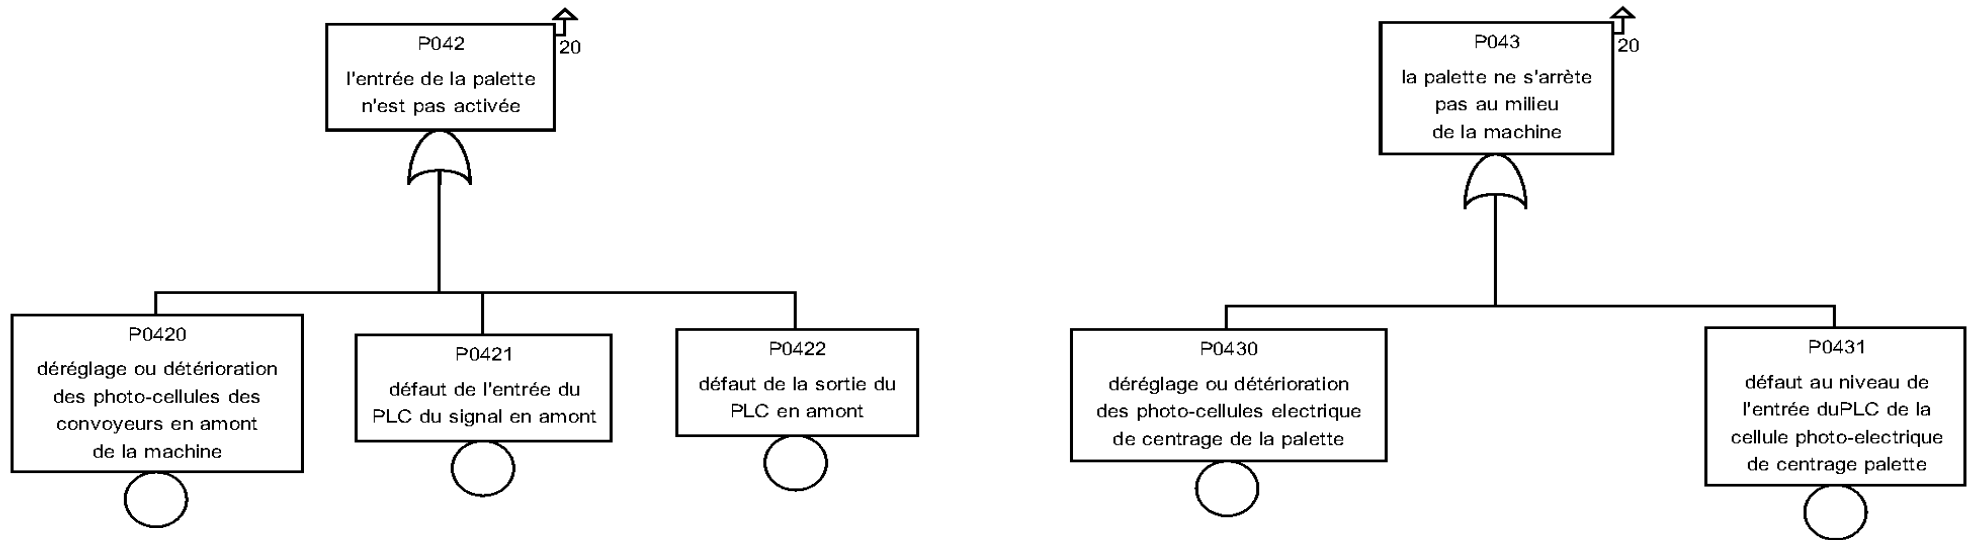 P042
20
l'entrée de la palette
n'est pas activée
P0420
déréglage ou détérioration
des photo-cellules des
convoyeurs en amont
de la machine
P0421
défaut de l'entrée du
PLC du signal en amont
P0422
défaut de la sortie du
PLC en amont
P043
20
la palette ne s'arrète
pas au milieu
de la machine
P0430
déréglage ou détérioration
des photo-cellules electrique
de centrage de la palette
P0431
défaut au niveau de
l'entrée duPLC de la
cellule photo-electrique
de centrage palette